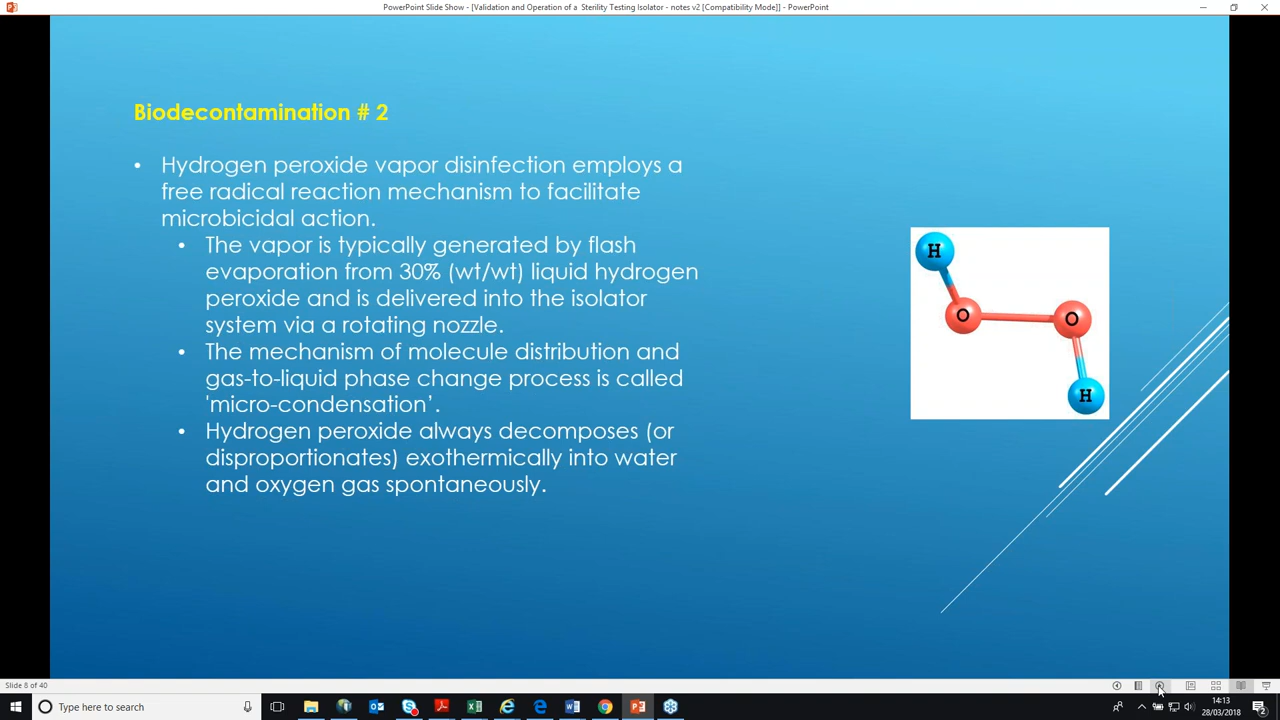 PowerPoint Slide Show - [Validation and Operation of a Sterility Testing Isolator - notes v2 [Compatibility Mode]] - PowerPoint
Biodecontamination # 2
• Hydrogen peroxide vapor disinfection employs a
free radical reaction mechanism to facilitate
microbicidal action.
• The vapor is typically generated by flash
evaporation from 30% (wt/wt) liquid hydrogen
peroxide and is delivered into the isolator
system via a rotating nozzle.
• The mechanism of molecule distribution and
gas-to-liquid phase change process is called
'micro-condensation’.
• Hydrogen peroxide always decomposes (or
disproportionates) exothermically into water
and oxygen gas spontaneously.
H
O
O
H
Slide 8 of 40
Type here to search
14:13
28/03/2018
2